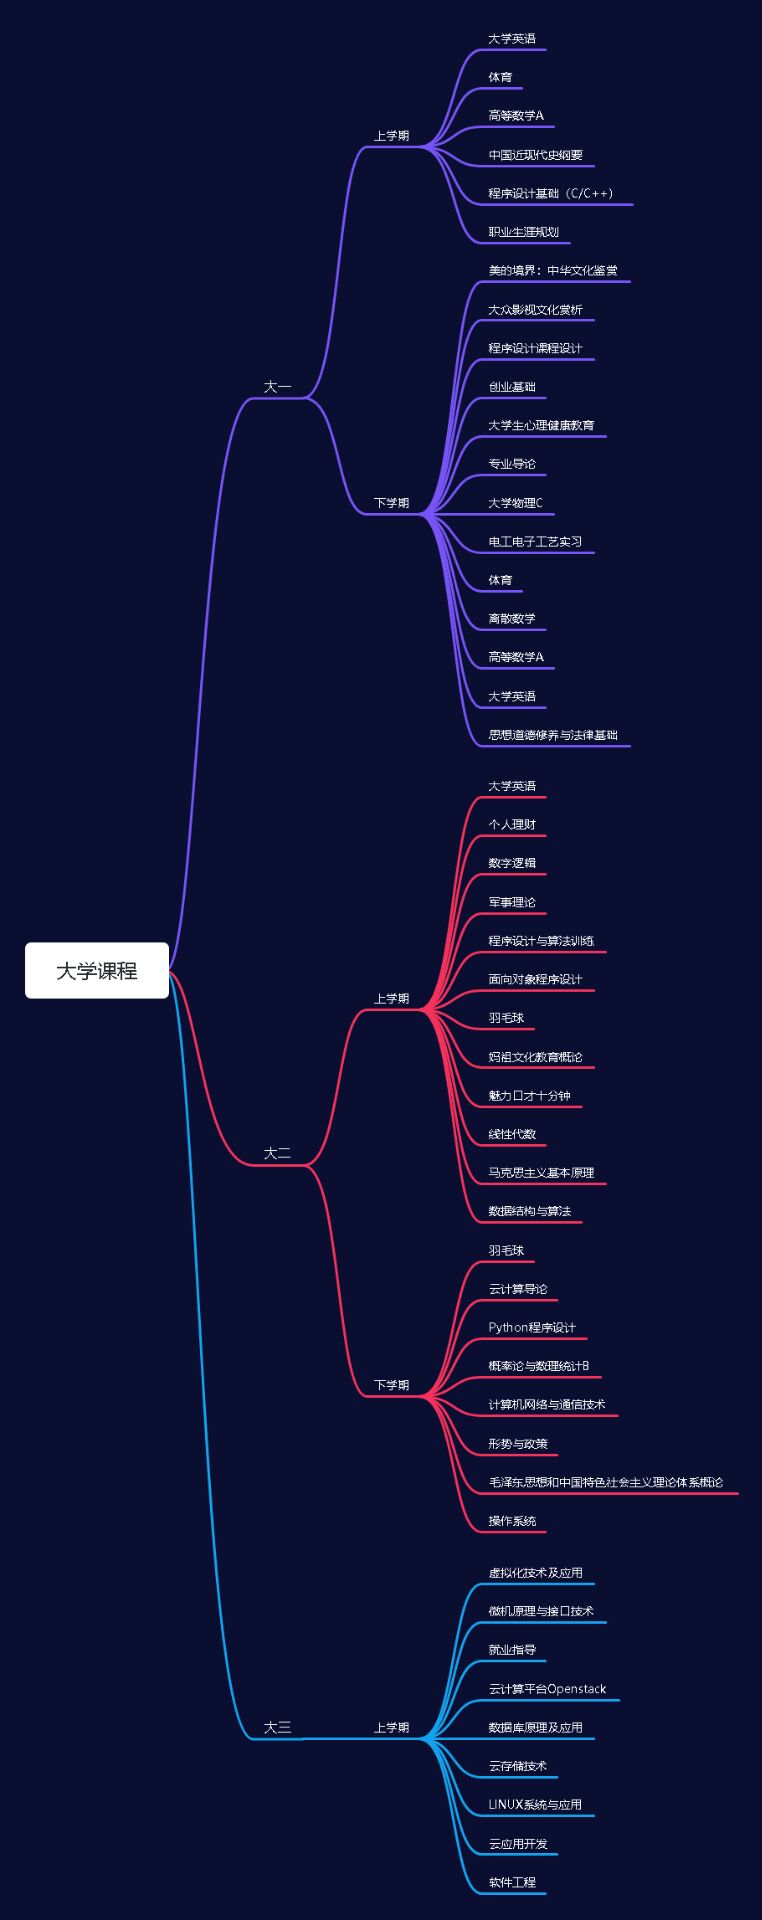 大学课程
大一
上学期
大学英语
体育
高等数学A
中国近现代史纲要
程序设计基础（C/C++）
职业生涯规划
下学期
美的境界：中华文化鉴赏
大众影视文化赏析
程序设计课程设计
创业基础
大学生心理健康教育
专业导论
大学物理C
电工电子工艺实习
体育
离散数学
高等数学A
大学英语
思想道德修养与法律基础
大二
上学期
大学英语
个人理财
数字逻辑
军事理论
程序设计与算法训练
面向对象程序设计
羽毛球
妈祖文化教育概论
魅力口才十分钟
线性代数
马克思主义基本原理
数据结构与算法
下学期
羽毛球
云计算导论
Python程序设计
概率论与数理统计B
计算机网络与通信技术
形势与政策
毛泽东思想和中国特色社会主义理论体系概论
操作系统
大三
上学期
虚拟化技术及应用
微机原理与接口技术
就业指导
云计算平台Openstack
数据库原理及应用
云存储技术
LINUX系统与应用
云应用开发
软件工程